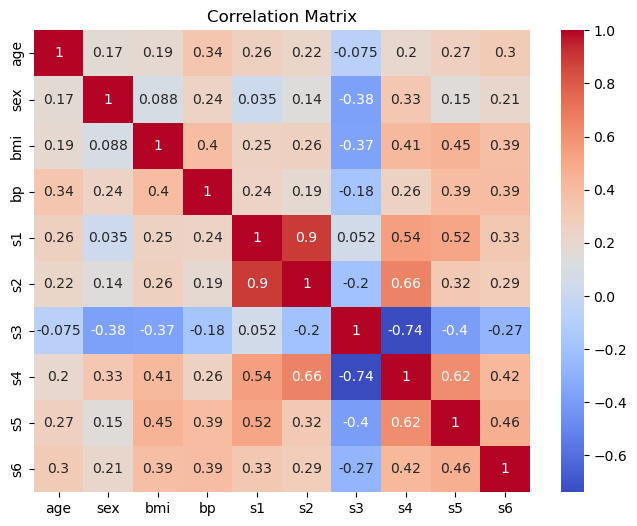 Correlation Matrix
age 1 0.17 0.19 0.34 0.26 0.22 -0.075 0.2 0.27 0.3
sex 0.17 1 0.088 0.24 0.035 0.14 -0.38 0.33 0.15 0.21
bmi 0.19 0.088 1 0.4 0.25 0.26 -0.37 0.41 0.45 0.39
bp 0.34 0.24 0.4 1 0.24 0.19 -0.18 0.26 0.39 0.39
s1 0.26 0.035 0.25 0.24 1 0.9 0.052 0.54 0.52 0.33
s2 0.22 0.14 0.26 0.19 0.9 1 -0.2 0.66 0.32 0.29
s3 -0.075 -0.38 -0.37 -0.18 0.052 -0.2 1 -0.74 -0.4 -0.27
s4 0.2 0.33 0.41 0.26 0.54 0.66 -0.74 1 0.62 0.42
s5 0.27 0.15 0.45 0.39 0.52 0.32 -0.4 0.62 1 0.46
s6 0.3 0.21 0.39 0.39 0.33 0.29 -0.27 0.42 0.46 1
age sex bmi bp s1 s2 s3 s4 s5 s6
1.0
0.8
0.6
0.4
0.2
0.0
−0.2
−0.4
−0.6